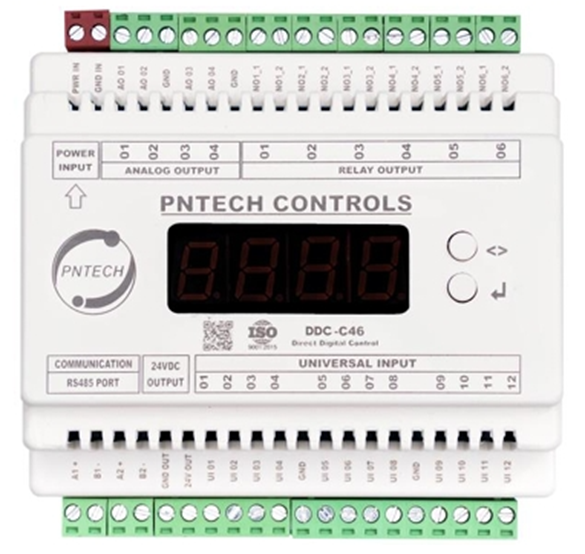 PWR IN GND IN AO 01 AO 02 GND AO 03 AO 04 GND NO1_1 NO1_2 NO2_1 NO2_2 NO3_1 NO3_2 NO4_1 NO4_2 NO5_1 NO5_2 NO6_1 NO6_2
POWER INPUT
01 02 03 04
ANALOG OUTPUT
01 02 03 04 05 06
RELAY OUTPUT
PNTECH CONTROLS
PNTECH
<>
ISO
9001:2015
DDC-C46
Direct Digital Control
COMMUNICATION
RS485 PORT
24VDC
OUTPUT
UNIVERSAL INPUT
01 02 03 04 05 06 07 08 09 10 11 12
A1 + B1 - A2 + B2 - GND OUT 24V OUT UI 01 UI 02 UI 03 UI 04 GND UI 05 UI 06 UI 07 UI 08 GND UI 09 UI 10 UI 11 UI 12